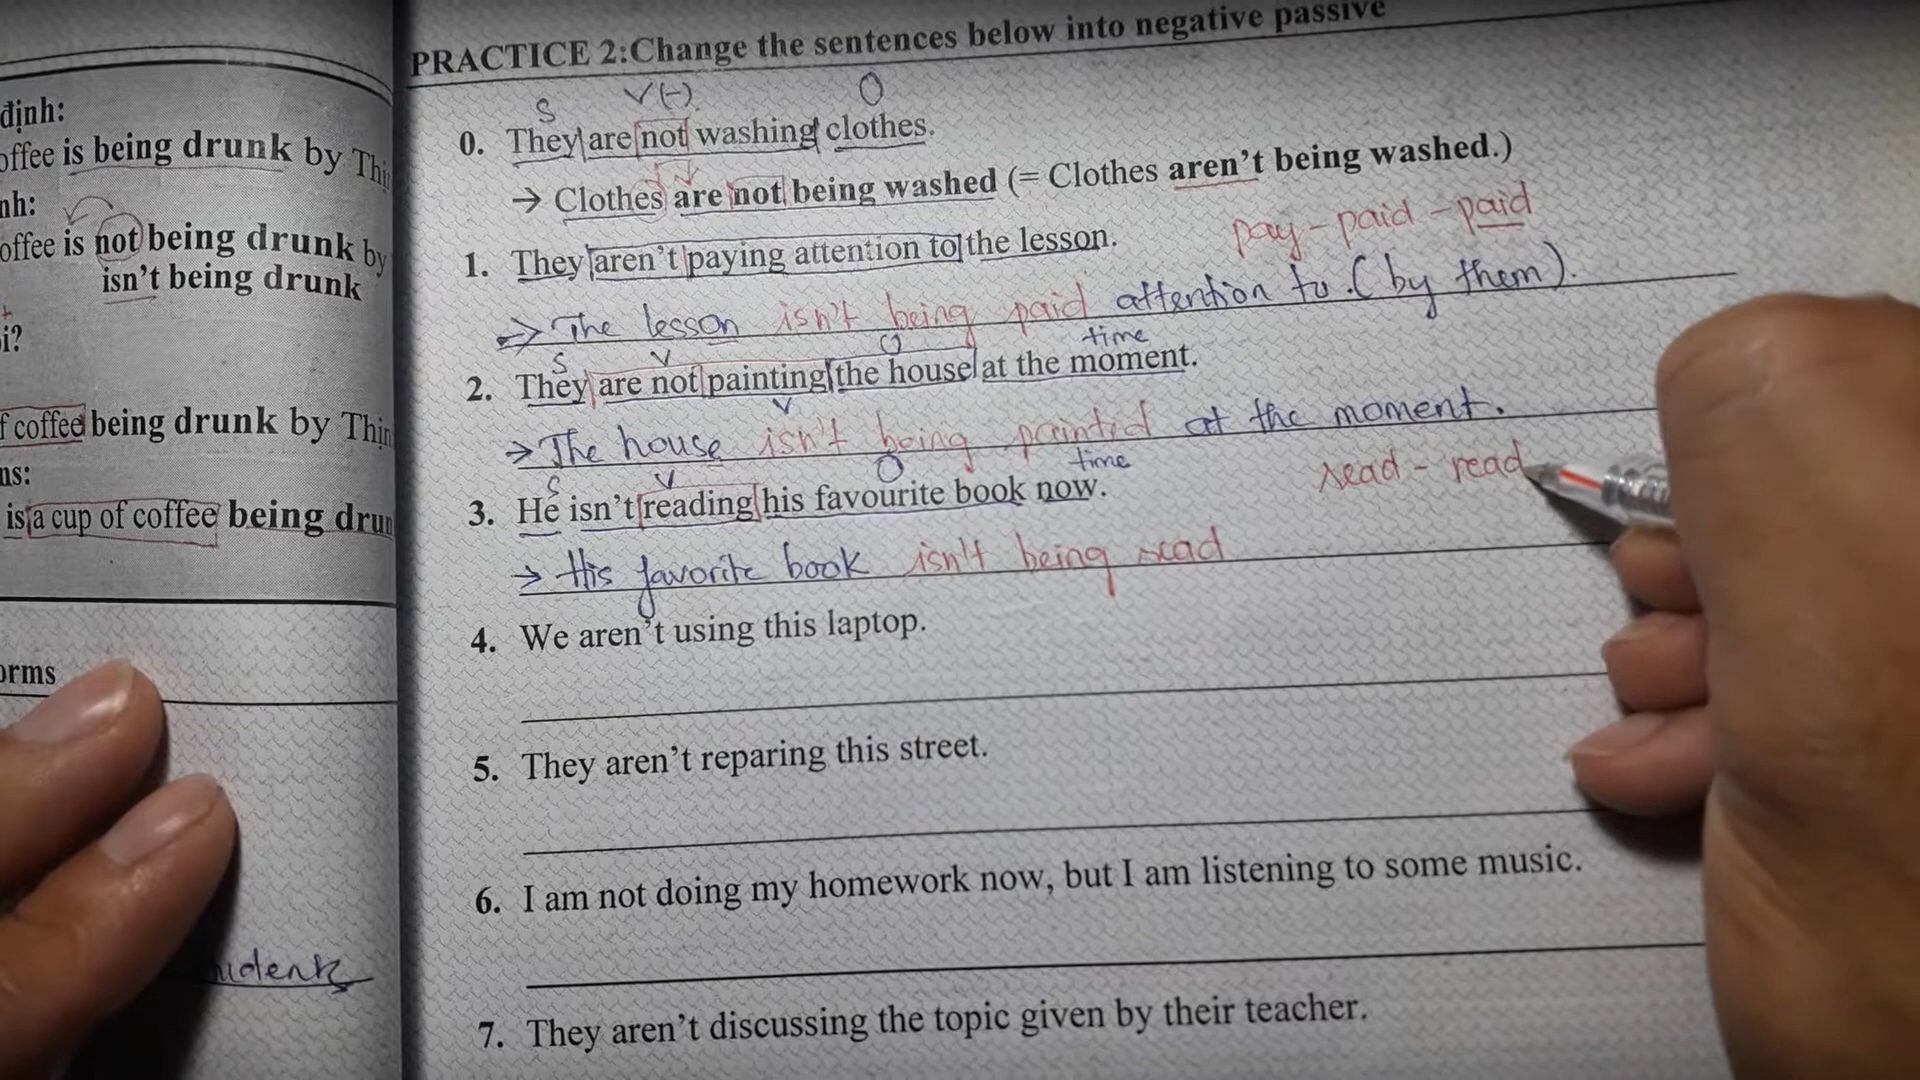 định:
offee is being drunk by Thi
nh:
offee is not being drunk by
isn't being drunk
i?
f coffee being drunk by Thin
ns:
is a cup of coffee being drun
orms
PRACTICE 2:Change the sentences below into negative passive
S V(-). O
0. They are not washing clothes.
→ Clothes are not being washed (= Clothes aren't being washed.)
pay - paid - paid
1. They aren't paying attention to the lesson.
→ The lesson isn't being paid attention to. (by them).
S V O time
2. They are not painting the house at the moment.
V
→ The house isn't being painted at the moment.
S V O time
read - read
3. He isn't reading his favourite book now.
→ His favorite book isn't being read
4. We aren't using this laptop.
5. They aren't reparing this street.
6. I am not doing my homework now, but I am listening to some music.
7. They aren't discussing the topic given by their teacher.